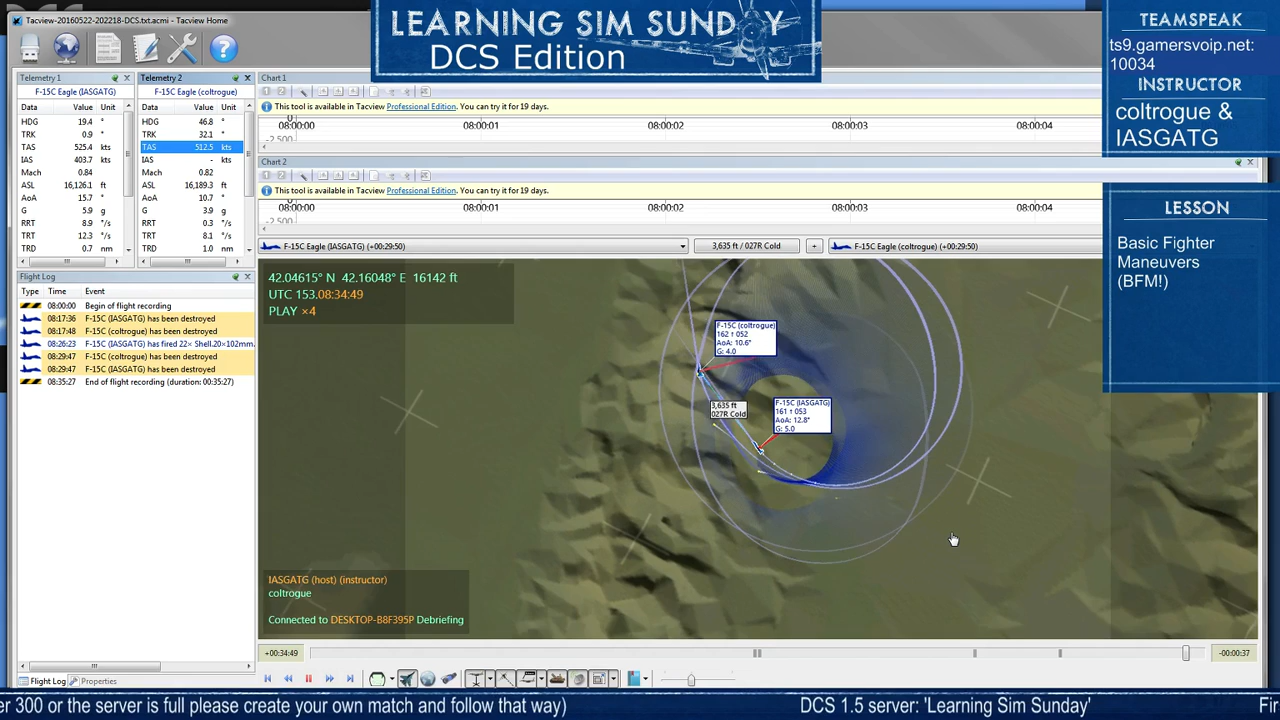 Tacview-20160522-202218-DCS.txt.acmi - Tacview Home
LEARNING SIM SUNDAY
DCS Edition
TEAMSPEAK
ts9.gamersvoip.net:
10034
INSTRUCTOR
coltrogue &
IASGATG
LESSON
Basic Fighter
Maneuvers
(BFM!)
Telemetry 1
F-15C Eagle (IASGATG)
Data Value Unit
HDG 19.4 °
TRK 0.9 °
TAS 525.4 kts
IAS 403.7 kts
Mach 0.84
ASL 16,126.1 ft
AoA 15.7 °
G 5.9 g
RRT 8.9 °/s
TRT 12.3 °/s
TRD 0.7 nm
Telemetry 2
F-15C Eagle (coltrogue)
Data Value Unit
HDG 46.8 °
TRK 32.1 °
TAS 512.5 kts
IAS - kts
Mach 0.82
ASL 16,189.3 ft
AoA 10.7 °
G 3.9 g
RRT 0.3 °/s
TRT 8.1 °/s
TRD 1.0 nm
Chart 1
This tool is available in Tacview Professional Edition. You can try it for 19 days.
08:00:00 08:00:01 08:00:02 08:00:03 08:00:04
-2,500
Chart 2
This tool is available in Tacview Professional Edition. You can try it for 19 days.
08:00:00 08:00:01 08:00:02 08:00:03 08:00:04
-2,500
F-15C Eagle (IASGATG) (+00:29:50)
3,635 ft / 027R Cold
+
F-15C Eagle (coltrogue) (+00:29:50)
Flight Log
Type Time Event
08:00:00 Begin of flight recording
08:17:36 F-15C (IASGATG) has been destroyed
08:17:48 F-15C (coltrogue) has been destroyed
08:26:23 F-15C (IASGATG) has fired 22× Shell.20×102mm.
08:29:47 F-15C (coltrogue) has been destroyed
08:29:47 F-15C (IASGATG) has been destroyed
08:35:27 End of flight recording (duration: 00:35:27)
42.04615° N 42.16048° E 16142 ft
UTC 153.08:34:49
PLAY ×4
F-15C (coltrogue)
162 ↑ 052
AoA: 10.6°
G: 4.0
3,635 ft
027R Cold
F-15C (IASGATG)
161 ↑ 053
AoA: 12.8°
G: 5.0
IASGATG (host) (instructor)
coltrogue
Connected to DESKTOP-B8F395P Debriefing
+00:34:49
-00:00:37
Flight Log Properties
er 300 or the server is full please create your own match and follow that way)
DCS 1.5 server: 'Learning Sim Sunday'
Fir